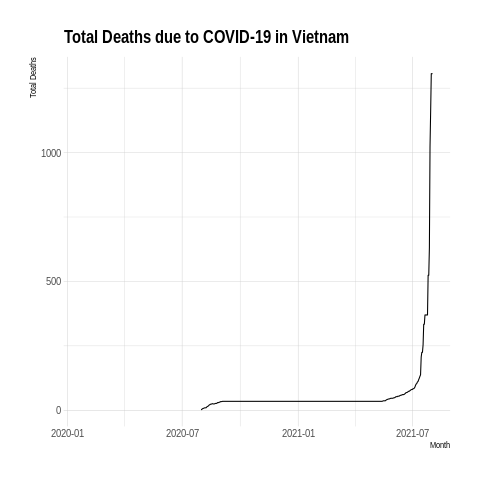 Total Deaths due to COVID-19 in Vietnam
Total Deaths
1000
500
0
2020-01 2020-07 2021-01 2021-07
Month